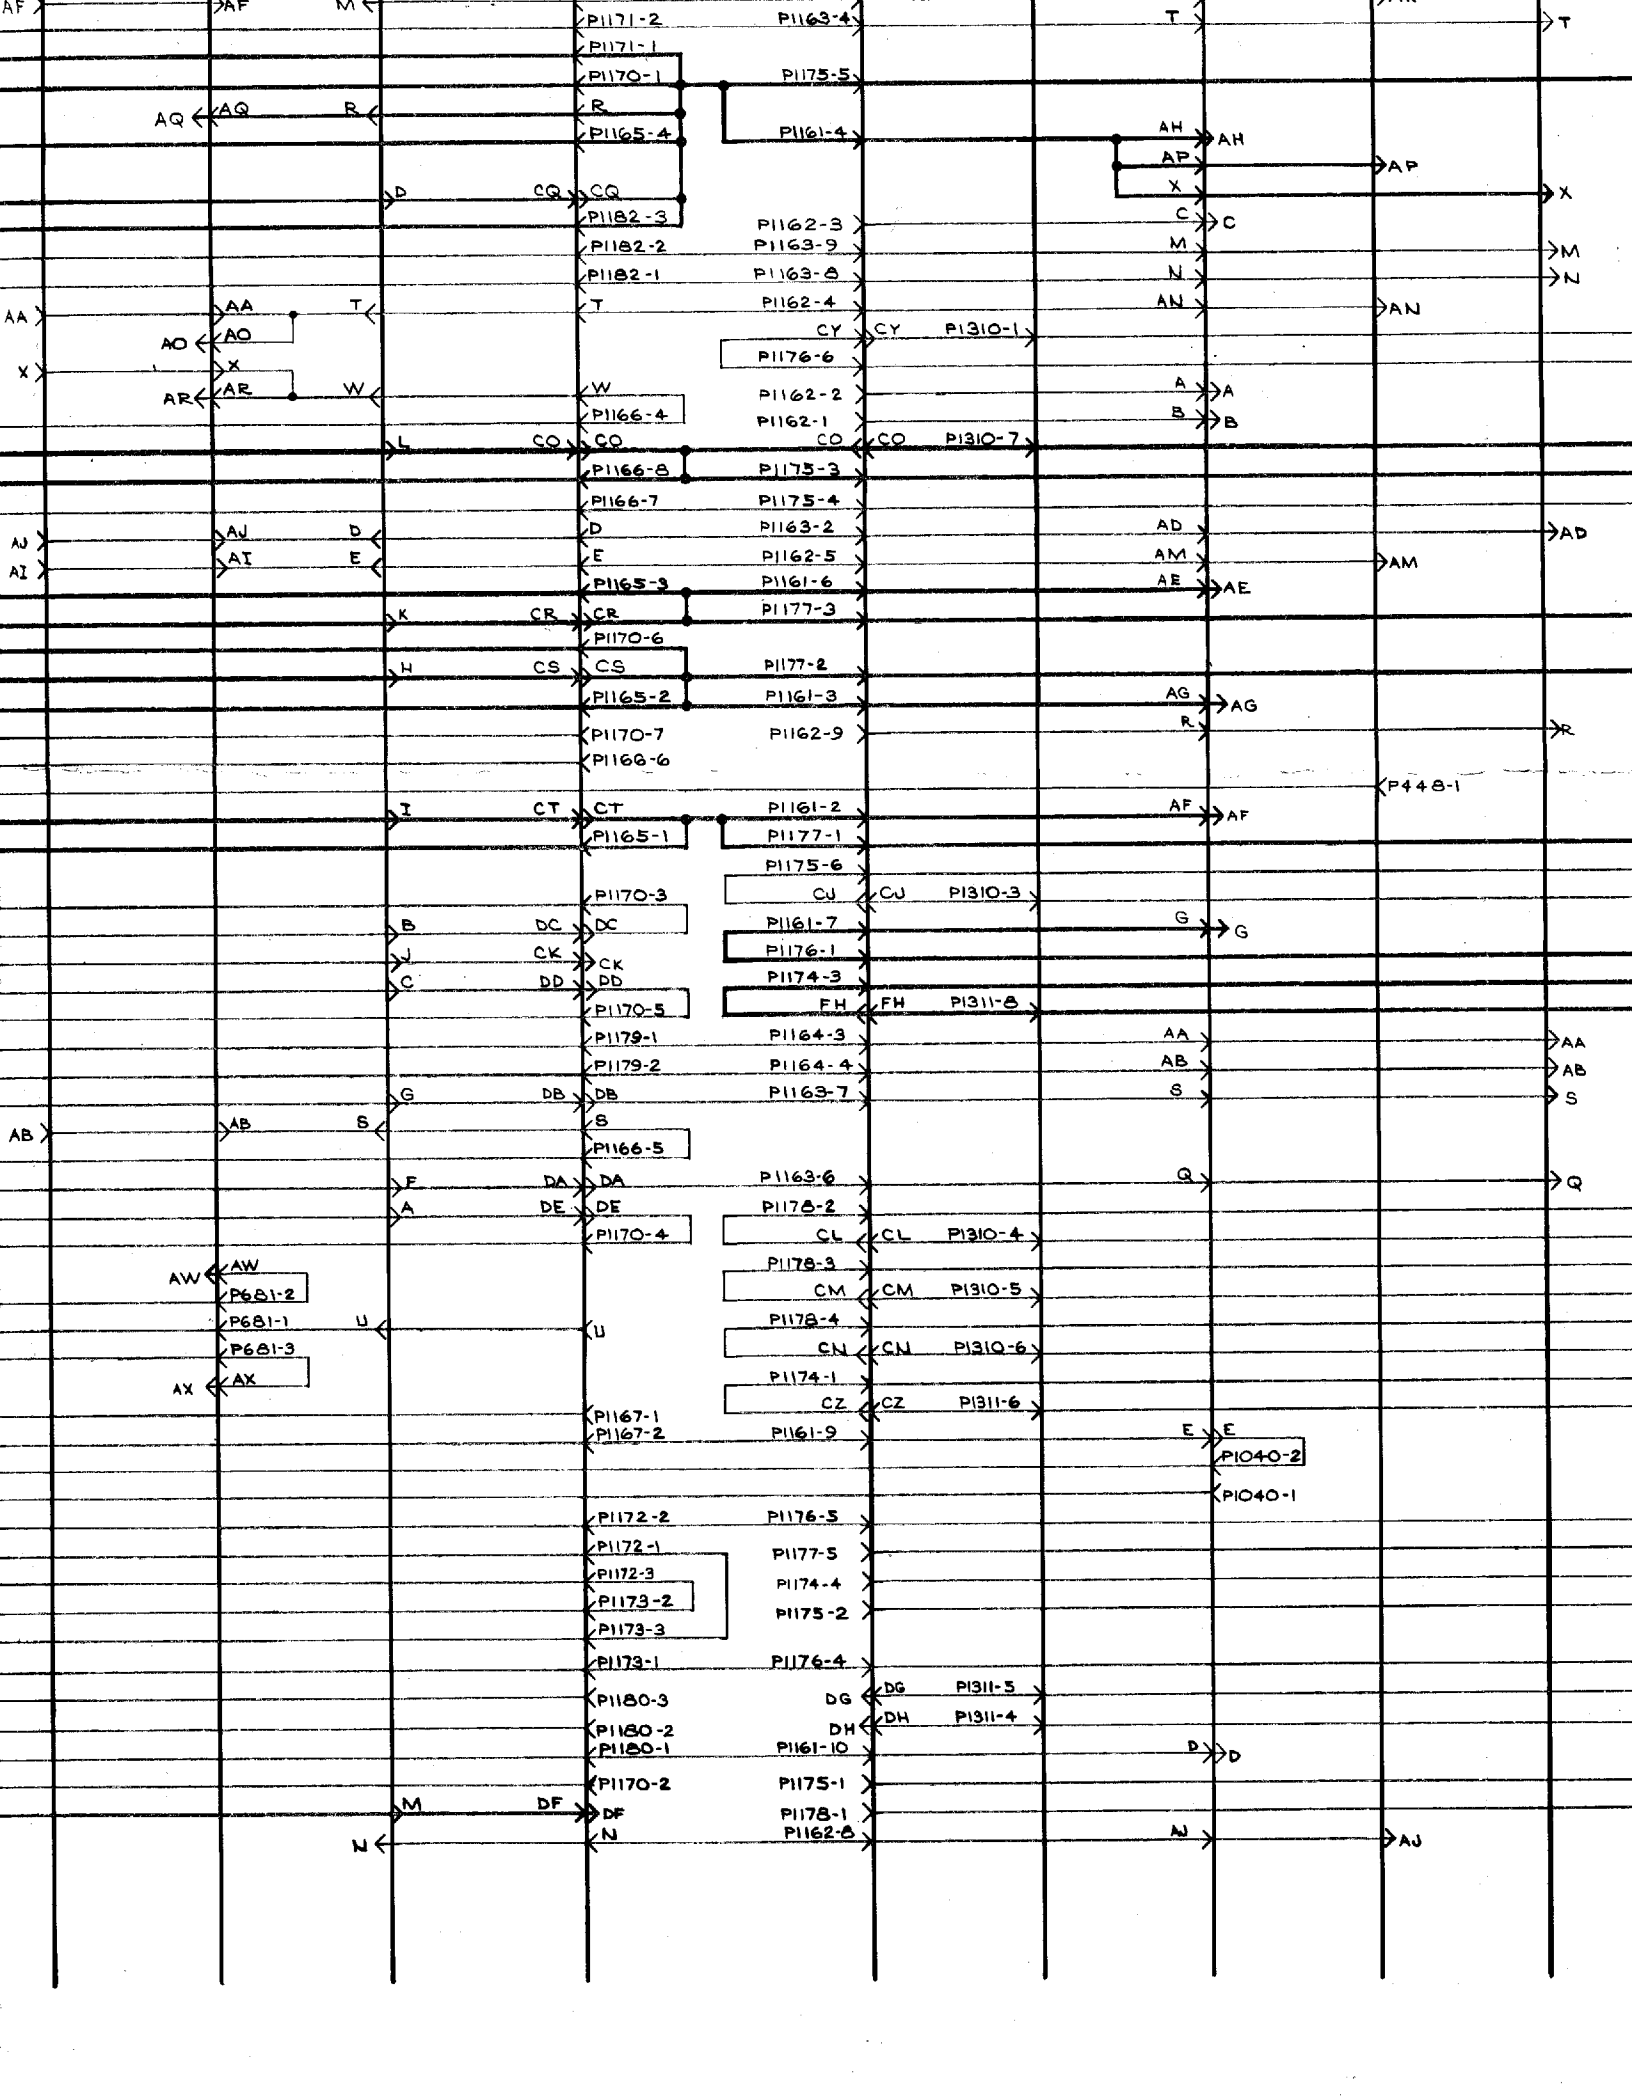 AF AF M
P1171-2 P1163-4 T T
P1171-1
P1170-1 P1175-5
AQ AQ R R
P1165-4 P1161-4 AH AH
AP AP
D CQ CQ X X
P1182-3 P1162-3 C C
P1182-2 P1163-9 M M
P1182-1 P1163-8 N N
AA AA T T P1162-4 AN AN
AO AO CY CY P1310-1
X X P1176-6
AR AR W W P1162-2 A A
P1166-4 P1162-1 B B
L CO CO CO CO P1310-7
P1166-8 P1175-3
P1166-7 P1175-4
AJ AJ D D P1163-2 AD AD
AI AI E E P1162-5 AM AM
P1165-3 P1161-6 AE AE
K CR CR P1177-3
P1170-6
H CS CS P1177-2
P1165-2 P1161-3 AG AG
P1170-7 P1162-9 R R
P1166-6
P448-1
I CT CT P1161-2 AF AF
P1165-1 P1177-1
P1175-6
P1170-3 CJ CJ P1310-3
B DC DC P1161-7 G G
J CK CK P1176-1
C DD DD P1174-3
P1170-5 FH FH P1311-8
P1179-1 P1164-3 AA AA
P1179-2 P1164-4 AB AB
G DB DB P1163-7 S S
AB AB S S
P1166-5
F DA DA P1163-6 Q Q
A DE DE P1178-2
P1170-4 CL CL P1310-4
AW AW P1178-3
P681-2 CM CM P1310-5
P681-1 U U P1178-4
P681-3 CN CN P1310-6
AX AX P1174-1
CZ CZ P1311-6
P1167-1
P1167-2 P1161-9 E E
P1040-2
P1040-1
P1172-2 P1176-5
P1172-1 P1177-5
P1172-3 P1174-4
P1173-2 P1175-2
P1173-3
P1173-1 P1176-4
P1180-3 DG DG P1311-5
P1180-2 DH DH P1311-4
P1180-1 P1161-10 D D
P1170-2 P1175-1
M DF DF P1178-1
N N P1162-8 AJ AJ